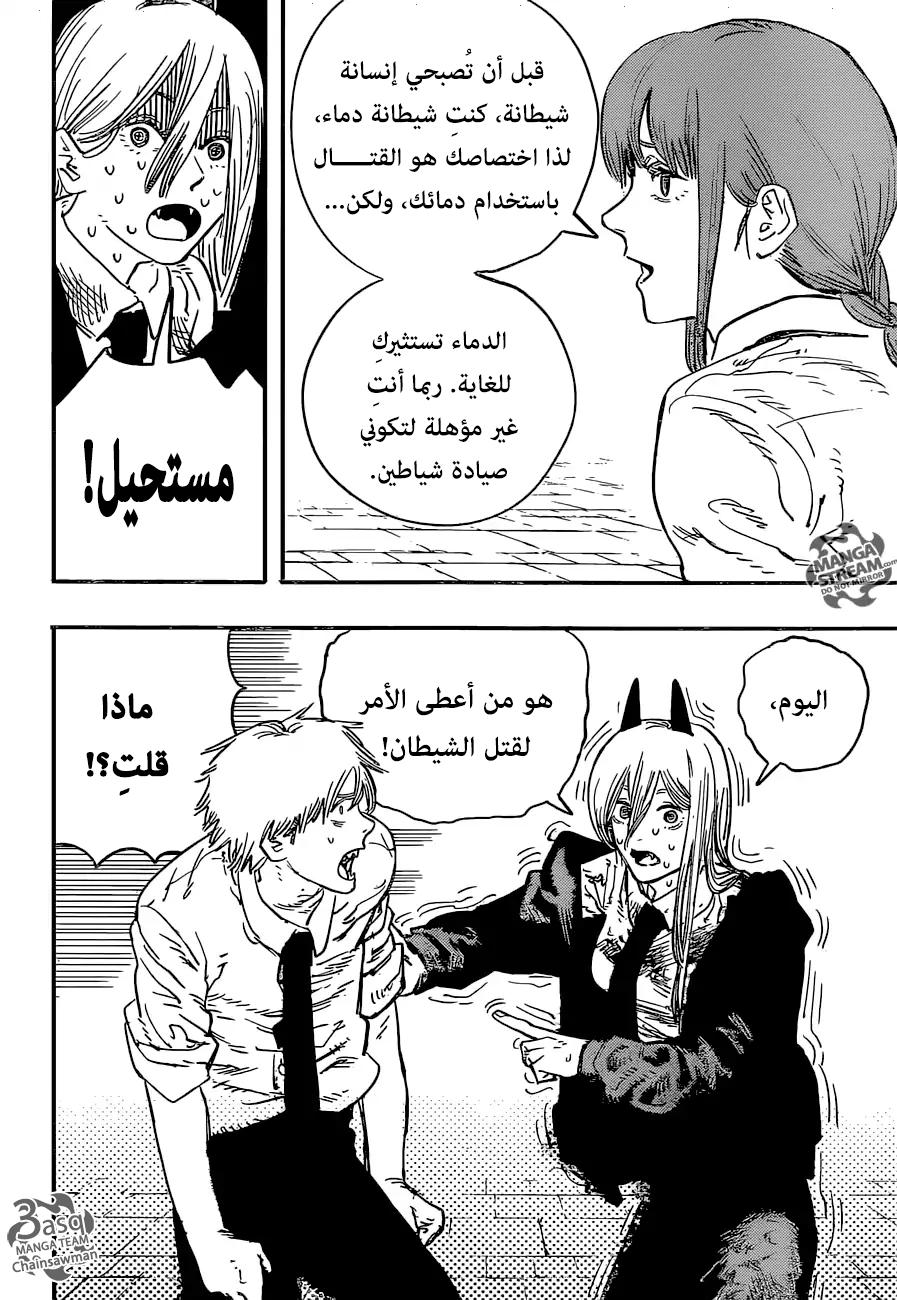 قبل أن تُصبحي إنسانة
شيطانة، كنتِ شيطانة دماء،
لذا اختصاصك هو القتـــــال
باستخدام دمائك، ولكن...
الدماء تستثيركِ
للغاية. ربما أنتِ
غير مؤهلة لتكوني
صيادة شياطين.
مستحيل!
MANGA
STREAM.com
DO NOT MIRROR
اليوم،
هو من أعطى الأمر
لقتل الشيطان!
ماذا
قلتِ؟!
3asq
MANGA TEAM
Chainsawman